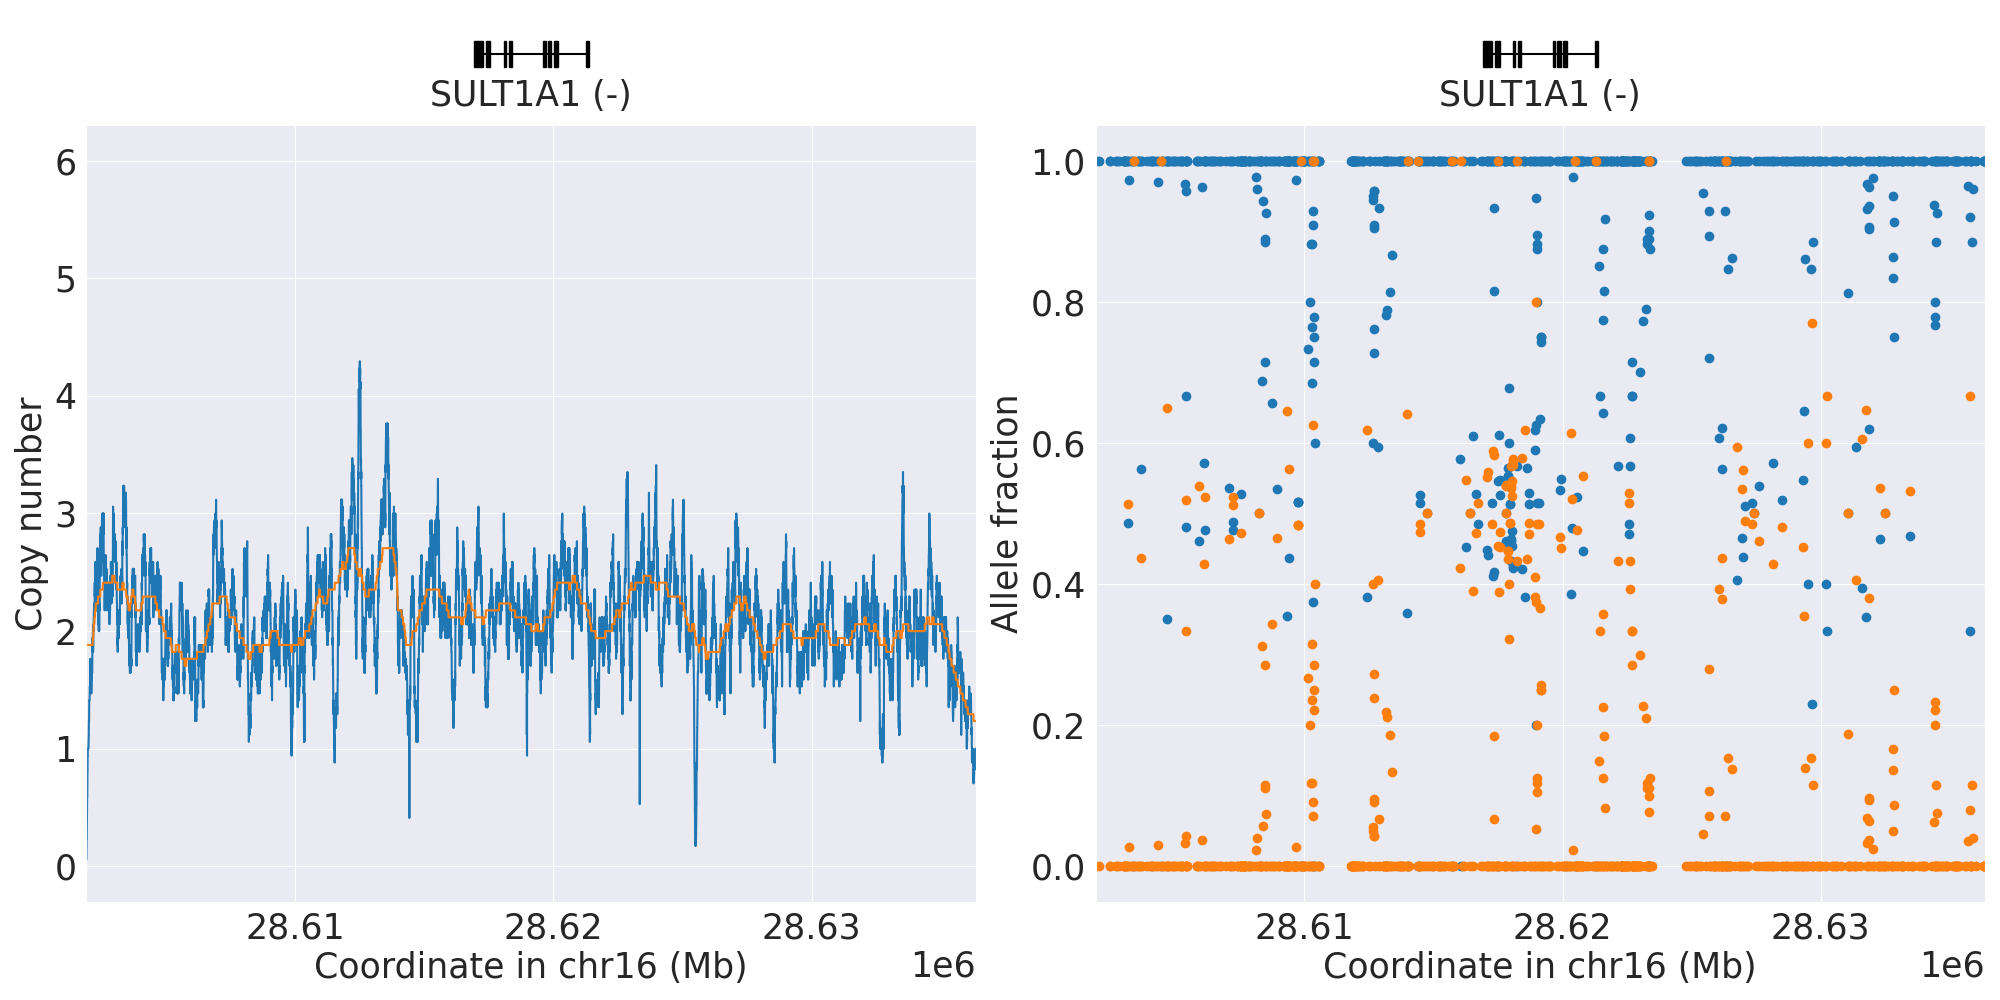 SULT1A1 (-)
6
5
4
3
2
1
0
Copy number
28.61
28.62
28.63
Coordinate in chr16 (Mb)
1e6
SULT1A1 (-)
1.0
0.8
0.6
0.4
0.2
0.0
Allele fraction
28.61
28.62
28.63
Coordinate in chr16 (Mb)
1e6